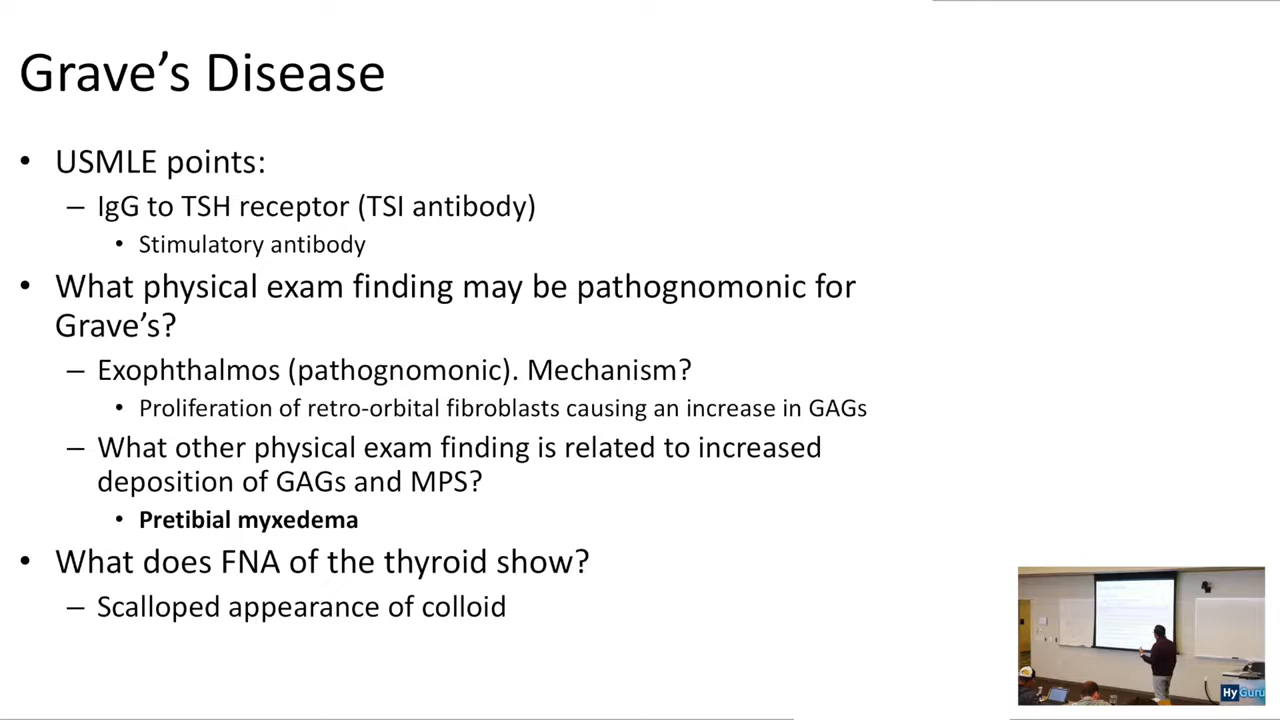 Grave’s Disease
• USMLE points:
– IgG to TSH receptor (TSI antibody)
• Stimulatory antibody
• What physical exam finding may be pathognomonic for
Grave’s?
– Exophthalmos (pathognomonic). Mechanism?
• Proliferation of retro-orbital fibroblasts causing an increase in GAGs
– What other physical exam finding is related to increased
deposition of GAGs and MPS?
• Pretibial myxedema
• What does FNA of the thyroid show?
– Scalloped appearance of colloid
HyGuru